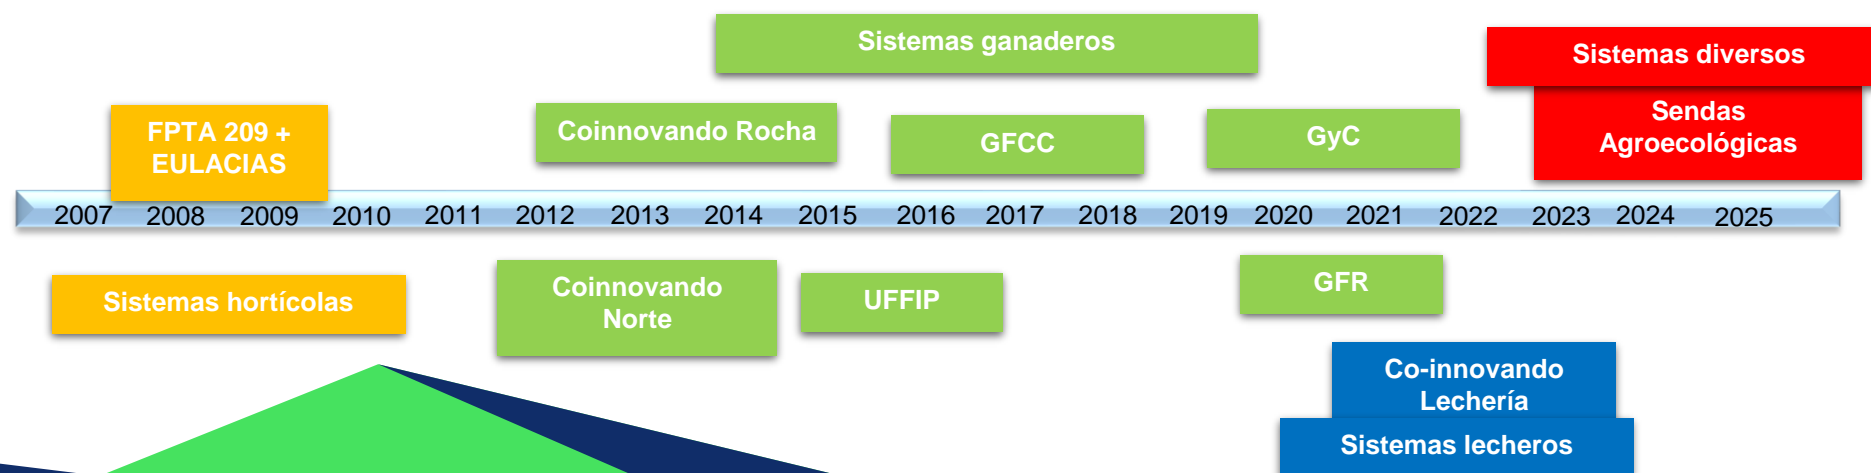 Sistemas ganaderos
Sistemas diversos
FPTA 209 +
EULACIAS
Coinnovando Rocha
GFCC
GyC
Sendas
Agroecológicas
2007 2008 2009 2010 2011 2012 2013 2014 2015 2016 2017 2018 2019 2020 2021 2022 2023 2024 2025
Sistemas hortícolas
Coinnovando
Norte
UFFIP
GFR
Co-innovando
Lechería
Sistemas lecheros